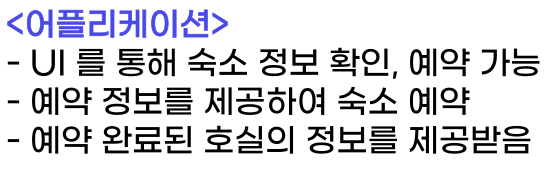 <어플리케이션>
- UI 를 통해 숙소 정보 확인, 예약 가능
- 예약 정보를 제공하여 숙소 예약
- 예약 완료된 호실의 정보를 제공받음